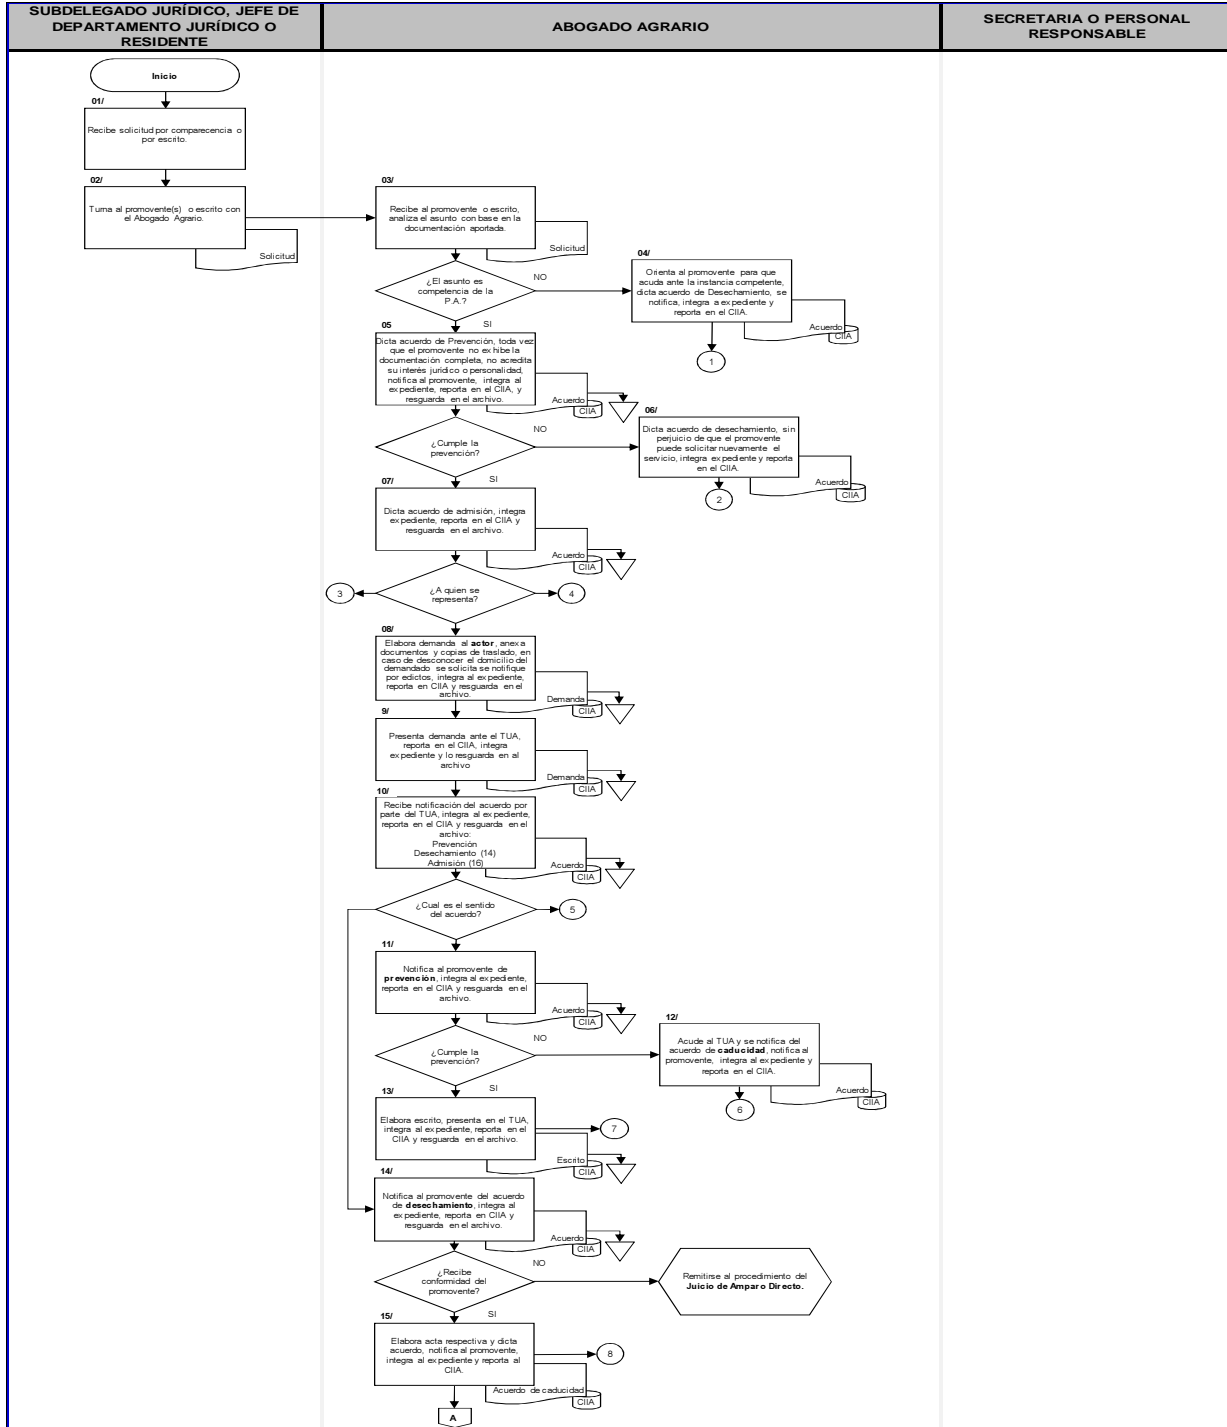 SUBDELEGADO JURÍDICO, JEFE DE
DEPARTAMENTO JURÍDICO O
RESIDENTE
ABOGADO AGRARIO
SECRETARIA O PERSONAL
RESPONSABLE
Inicio
01/
Recibe solicitud por comparecencia o
por escrito.
02/
Turna al promovente(s) o escrito con
el Abogado Agrario.
Solicitud
03/
Recibe al promovente o escrito,
analiza el asunto con base en la
documentación aportada.
Solicitud
¿El asunto es
competencia de la
P.A.?
NO
SI
04/
Orienta al promovente para que
acuda ante la instancia competente,
dicta acuerdo de Desechamiento, se
notifica, integra a expediente y
reporta en el CIIA.
Acuerdo
CIIA
1
05
Dicta acuerdo de Prevención, toda vez
que el promovente no exhibe la
documentación completa, no acredita
su interés jurídico o personalidad,
notifica al promovente, integra al
expediente, reporta en el CIIA, y
resguarda en el archivo.
Acuerdo
CIIA
¿Cumple la
prevención?
NO
SI
06/
Dicta acuerdo de desechamiento, sin
perjuicio de que el promovente
puede solicitar nuevamente el
servicio, integra expediente y reporta
en el CIIA.
Acuerdo
CIIA
2
07/
Dicta acuerdo de admisión, integra
expediente, reporta en el CIIA y
resguarda en el archivo.
Acuerdo
CIIA
¿A quien se
representa?
3
4
08/
Elabora demanda al actor, anexa
documentos y copias de traslado, en
caso de desconocer el domicilio del
demandado se solicita se notifique
por edictos, integra al expediente,
reporta en CIIA y resguarda en el
archivo.
Demanda
CIIA
9/
Presenta demanda ante el TUA,
reporta en el CIIA, integra
expediente y lo resguarda en al
archivo
Demanda
CIIA
10/
Recibe notificación del acuerdo por
parte del TUA, integra al expediente,
reporta en el CIIA y resguarda en el
archivo:
Prevención
Desechamiento (14)
Admisión (16)
Acuerdo
CIIA
¿Cual es el sentido
del acuerdo?
5
11/
Notifica al promovente de
prevención, integra al expediente,
reporta en el CIIA y resguarda en el
archivo.
Acuerdo
CIIA
¿Cumple la
prevención?
NO
SI
12/
Acude al TUA y se notifica del
acuerdo de caducidad, notifica al
promovente, integra al expediente y
reporta en el CIIA.
Acuerdo
CIIA
6
13/
Elabora escrito, presenta en el TUA,
integra al expediente, reporta en el
CIIA y resguarda en el archivo.
7
Escrito
CIIA
14/
Notifica al promovente del acuerdo
de desechamiento, integra al
expediente, reporta en CIIA y
resguarda en el archivo.
Acuerdo
CIIA
¿Recibe
conformidad del
promovente?
NO
SI
Remitirse al procedimiento del
Juicio de Amparo Directo.
15/
Elabora acta respectiva y dicta
acuerdo, notifica al promovente,
integra al expediente y reporta al
CIIA.
8
Acuerdo de caducidad
CIIA
A